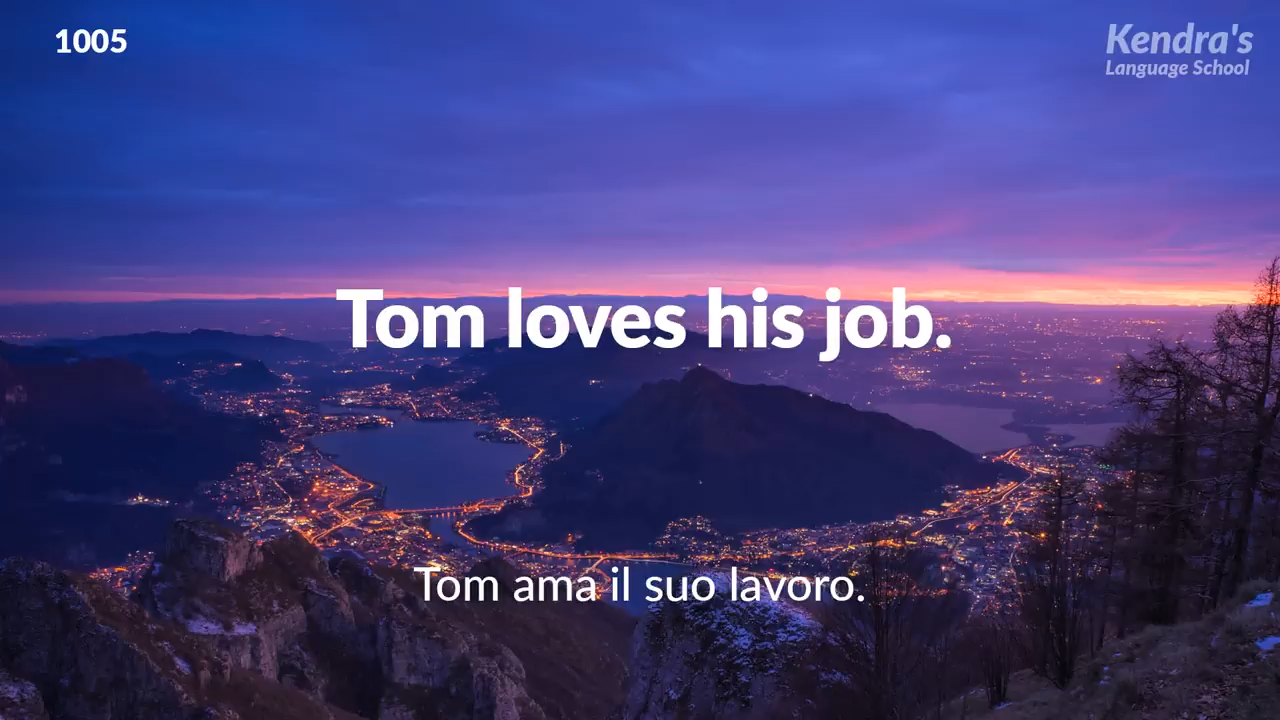 1005
Kendra's
Language School
Tom loves his job.
Tom ama il suo lavoro.